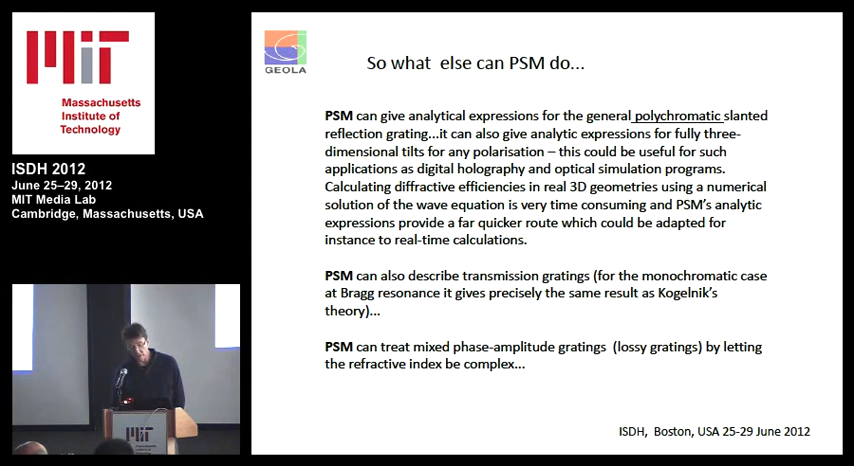 MIT
Massachusetts
Institute of
Technology
ISDH 2012
June 25–29, 2012
MIT Media Lab
Cambridge, Massachusetts, USA
MIT
GEOLA
So what else can PSM do...
PSM can give analytical expressions for the general polychromatic slanted
reflection grating...it can also give analytic expressions for fully three-
dimensional tilts for any polarisation – this could be useful for such
applications as digital holography and optical simulation programs.
Calculating diffractive efficiencies in real 3D geometries using a numerical
solution of the wave equation is very time consuming and PSM's analytic
expressions provide a far quicker route which could be adapted for
instance to real-time calculations.
PSM can also describe transmission gratings (for the monochromatic case
at Bragg resonance it gives precisely the same result as Kogelnik's
theory)...
PSM can treat mixed phase-amplitude gratings (lossy gratings) by letting
the refractive index be complex...
ISDH, Boston, USA 25-29 June 2012